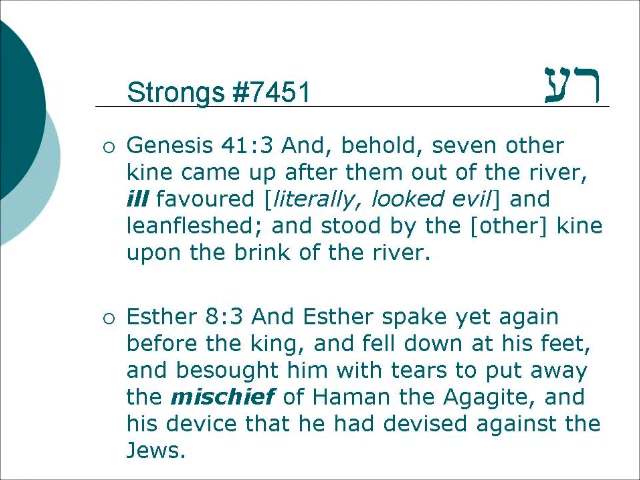 Strongs #7451 רע
Genesis 41:3 And, behold, seven other
kine came up after them out of the river,
ill favoured [literally, looked evil] and
leanfleshed; and stood by the [other] kine
upon the brink of the river.
Esther 8:3 And Esther spake yet again
before the king, and fell down at his feet,
and besought him with tears to put away
the mischief of Haman the Agagite, and
his device that he had devised against the
Jews.